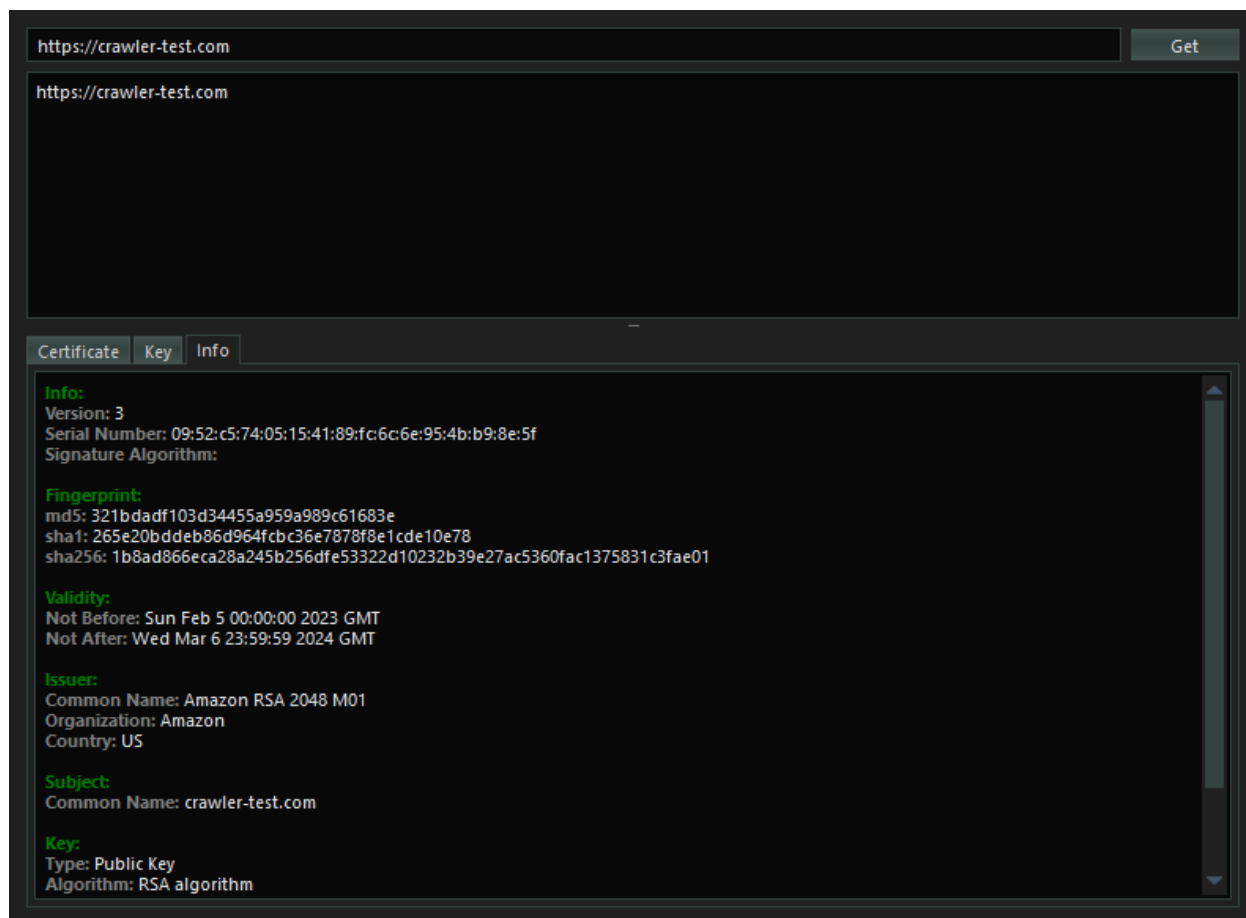 https://crawler-test.com
Get
https://crawler-test.com
Certificate Key Info
Info:
Version: 3
Serial Number: 09:52:c5:74:05:15:41:89:fc:6c:6e:95:4b:b9:8e:5f
Signature Algorithm:
Fingerprint:
md5: 321bdadf103d34455a959a989c61683e
sha1: 265e20bddeb86d964fcbc36e7878f8e1cde10e78
sha256: 1b8ad866eca28a245b256dfe53322d10232b39e27ac5360fac1375831c3fae01
Validity:
Not Before: Sun Feb 5 00:00:00 2023 GMT
Not After: Wed Mar 6 23:59:59 2024 GMT
Issuer:
Common Name: Amazon RSA 2048 M01
Organization: Amazon
Country: US
Subject:
Common Name: crawler-test.com
Key:
Type: Public Key
Algorithm: RSA algorithm